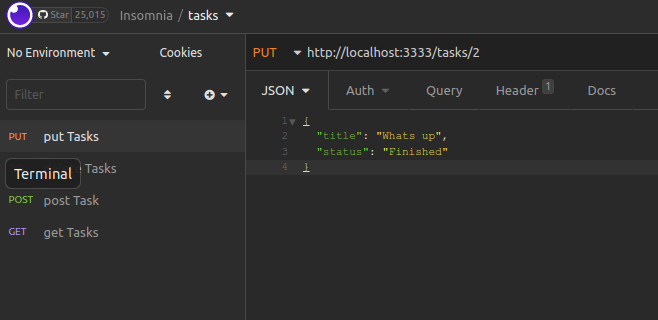 Star 25,015 Insomnia / tasks
No Environment Cookies
Filter
PUT put Tasks
Terminal Tasks
POST post Task
GET get Tasks
PUT http://localhost:3333/tasks/2
JSON Auth Query Header 1 Docs
1 {
2 "title": "Whats up",
3 "status": "Finished"
4 }